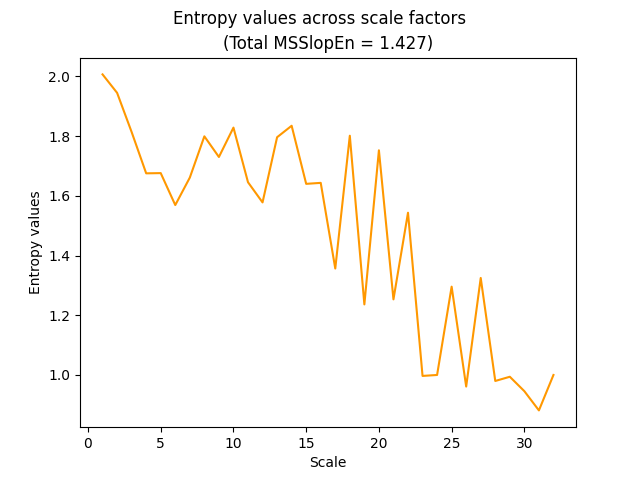 Entropy values across scale factors
(Total MSSlopEn = 1.427)
Entropy values
2.0
1.8
1.6
1.4
1.2
1.0
0 5 10 15 20 25 30
Scale